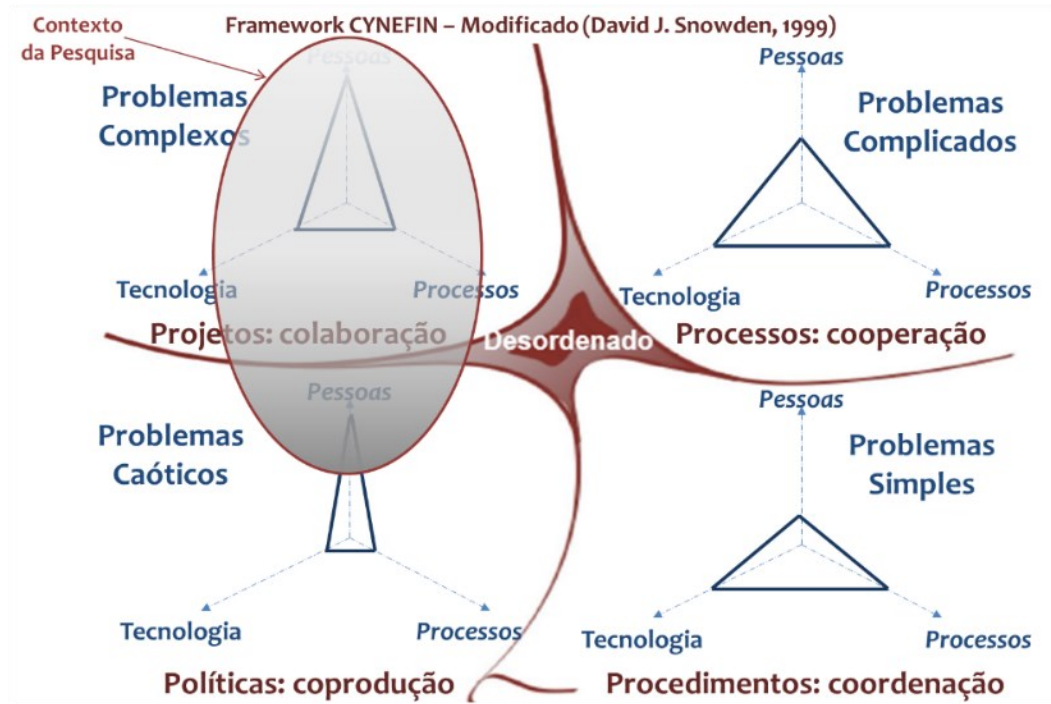 Contexto
da Pesquisa
Framework CYNEFIN – Modificado (David J. Snowden, 1999)
Pessoas
Problemas
Complexos
Tecnologia
Processos
Projetos: colaboração
Pessoas
Problemas
Complicados
Tecnologia
Processos
Processos: cooperação
Desordenado
Pessoas
Problemas
Caóticos
Tecnologia
Processos
Políticas: coprodução
Pessoas
Problemas
Simples
Tecnologia
Processos
Procedimentos: coordenação